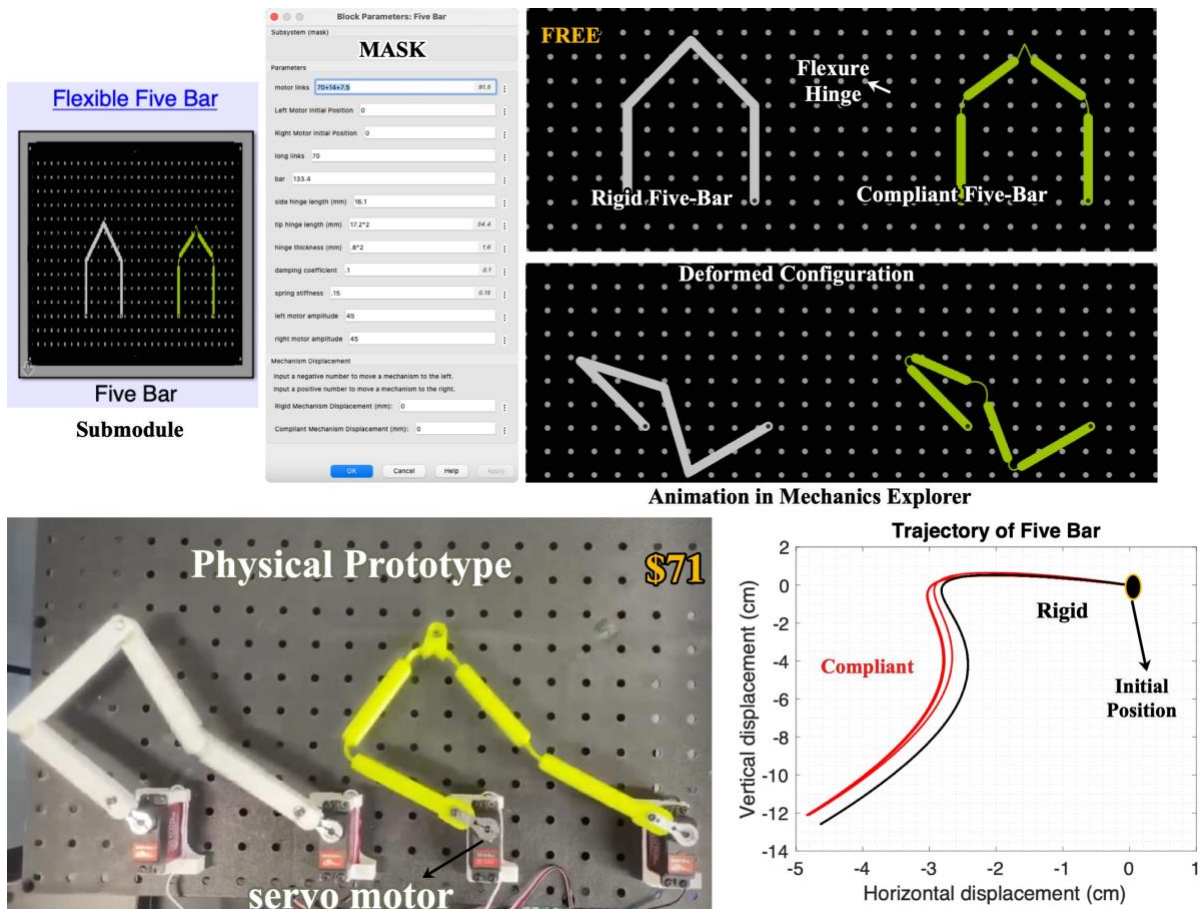 Flexible Five Bar
Five Bar
Submodule
Block Parameters: Five Bar
Subsystem (mask)
MASK
Parameters
motor links 70+14+7.5 91.5
Left Motor Initial Position 0
Right Motor Initial Position 0
long links 70
bar 133.4
side hinge length (mm) 16.1
tip hinge length (mm) 17.2*2 34.4
hinge thickness (mm) .8*2 1.6
damping coefficient .1 0.1
spring stiffness .15 0.15
left motor amplitude 45
right motor amplitude 45
Mechanism Displacement
Input a negative number to move a mechanism to the left.
Input a positive number to move a mechanism to the right.
Rigid Mechanism Displacement (mm): 0
Compliant Mechanism Displacement (mm): 0
OK Cancel Help Apply
FREE
Flexure
Hinge
Rigid Five-Bar
Compliant Five-Bar
Deformed Configuration
Animation in Mechanics Explorer
Physical Prototype
$71
servo motor
Trajectory of Five Bar
Vertical displacement (cm)
2
0
-2
-4
-6
-8
-10
-12
-14
Rigid
Compliant
Initial
Position
-5 -4 -3 -2 -1 0 1
Horizontal displacement (cm)